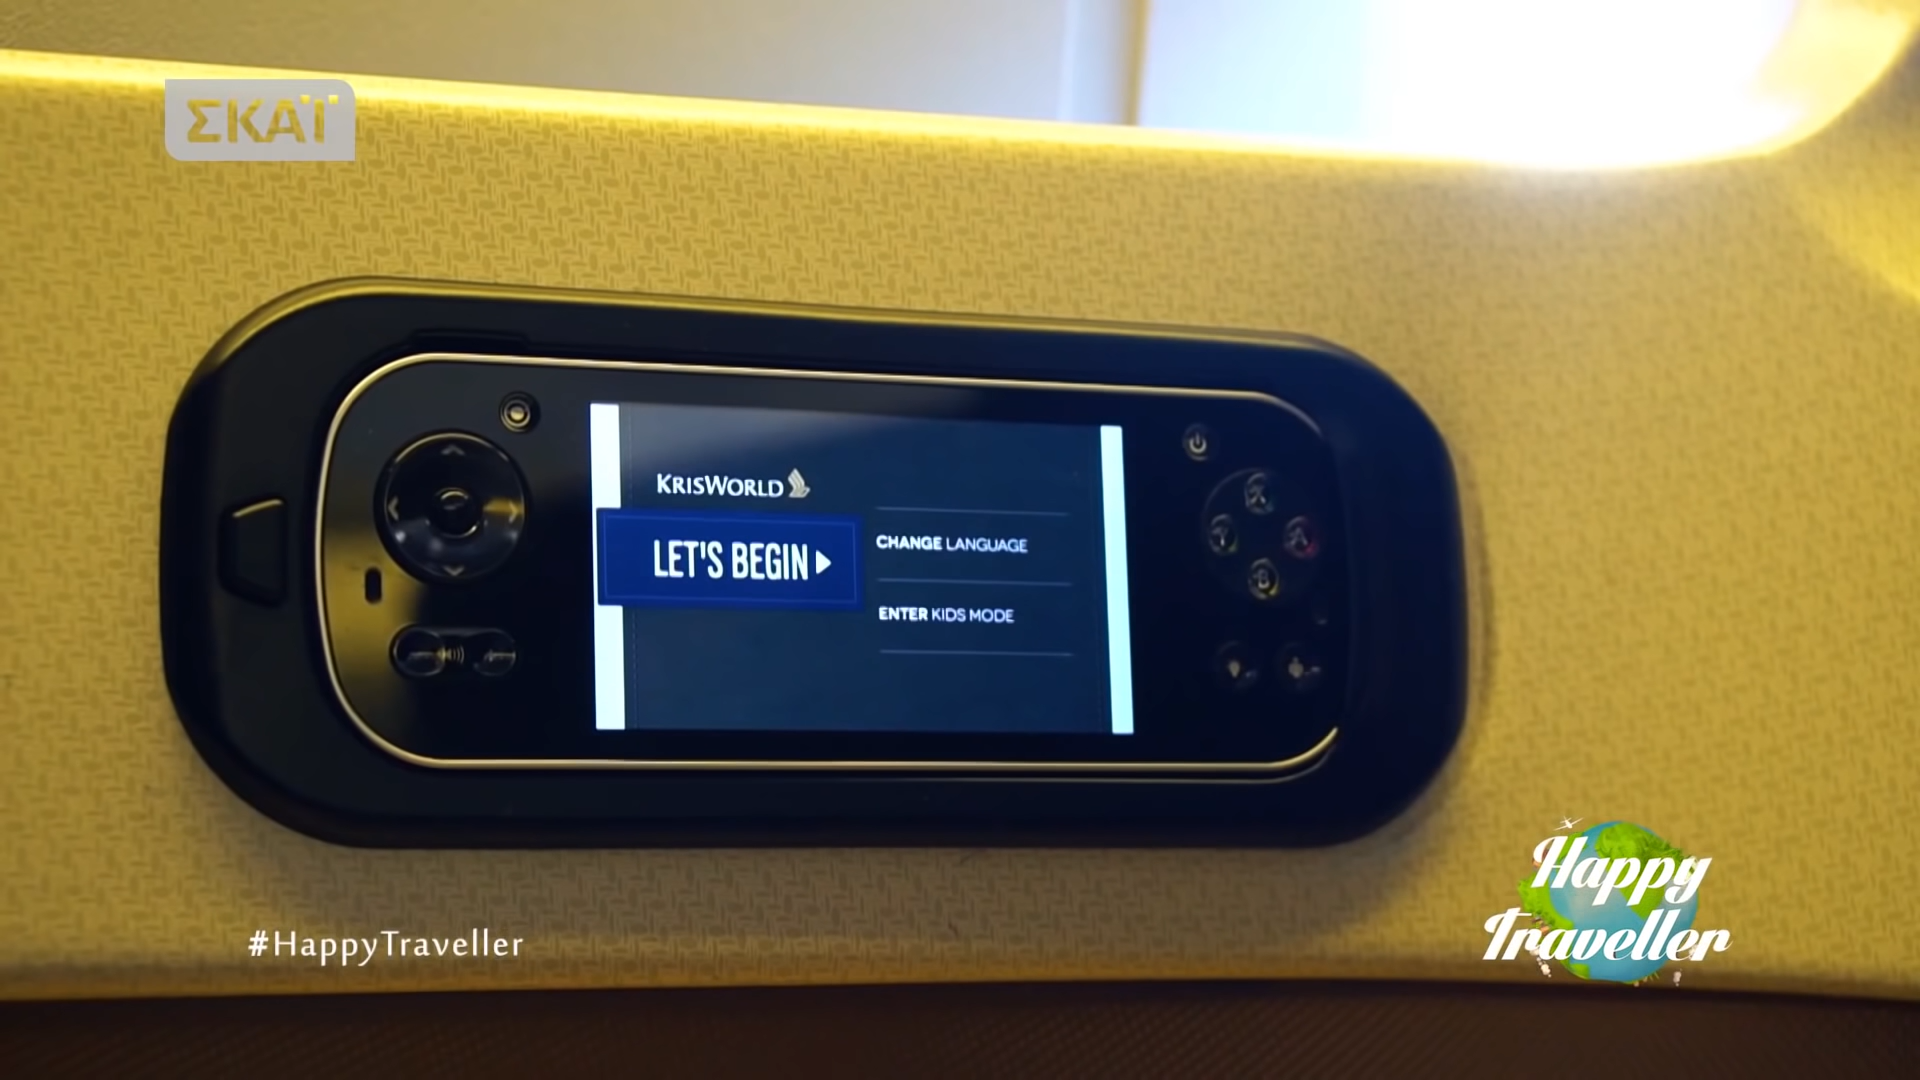 ΣΚΑΪ
KRISWORLD
LET'S BEGIN
CHANGE LANGUAGE
ENTER KIDS MODE
X
Y
A
B
#HappyTraveller
Happy
Traveller